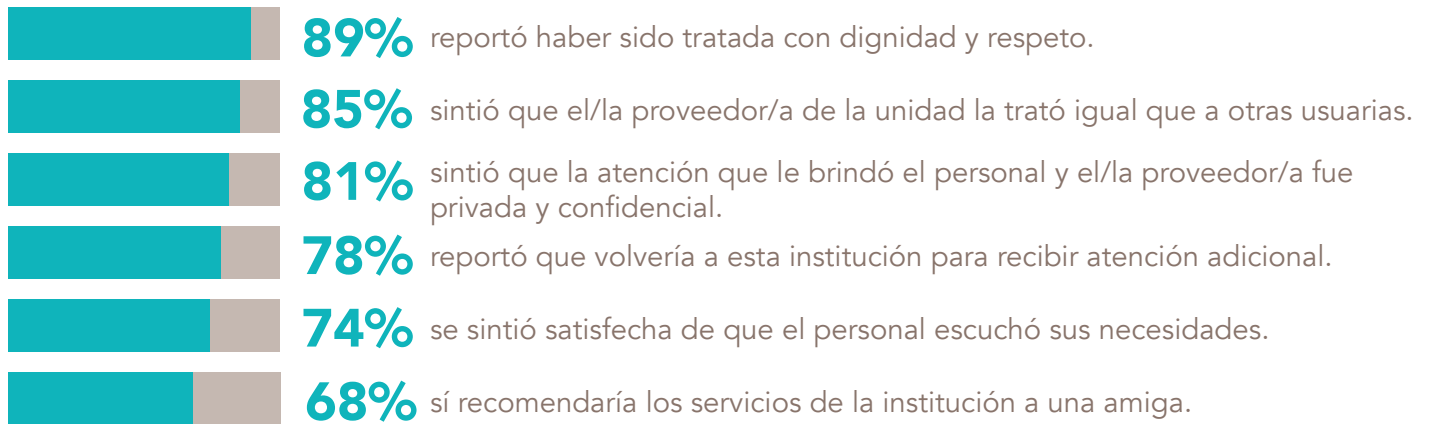 89% reportó haber sido tratada con dignidad y respeto.
85% sintió que el/la proveedor/a de la unidad la trató igual que a otras usuarias.
81% sintió que la atención que le brindó el personal y el/la proveedor/a fue
privada y confidencial.
78% reportó que volvería a esta institución para recibir atención adicional.
74% se sintió satisfecha de que el personal escuchó sus necesidades.
68% sí recomendaría los servicios de la institución a una amiga.